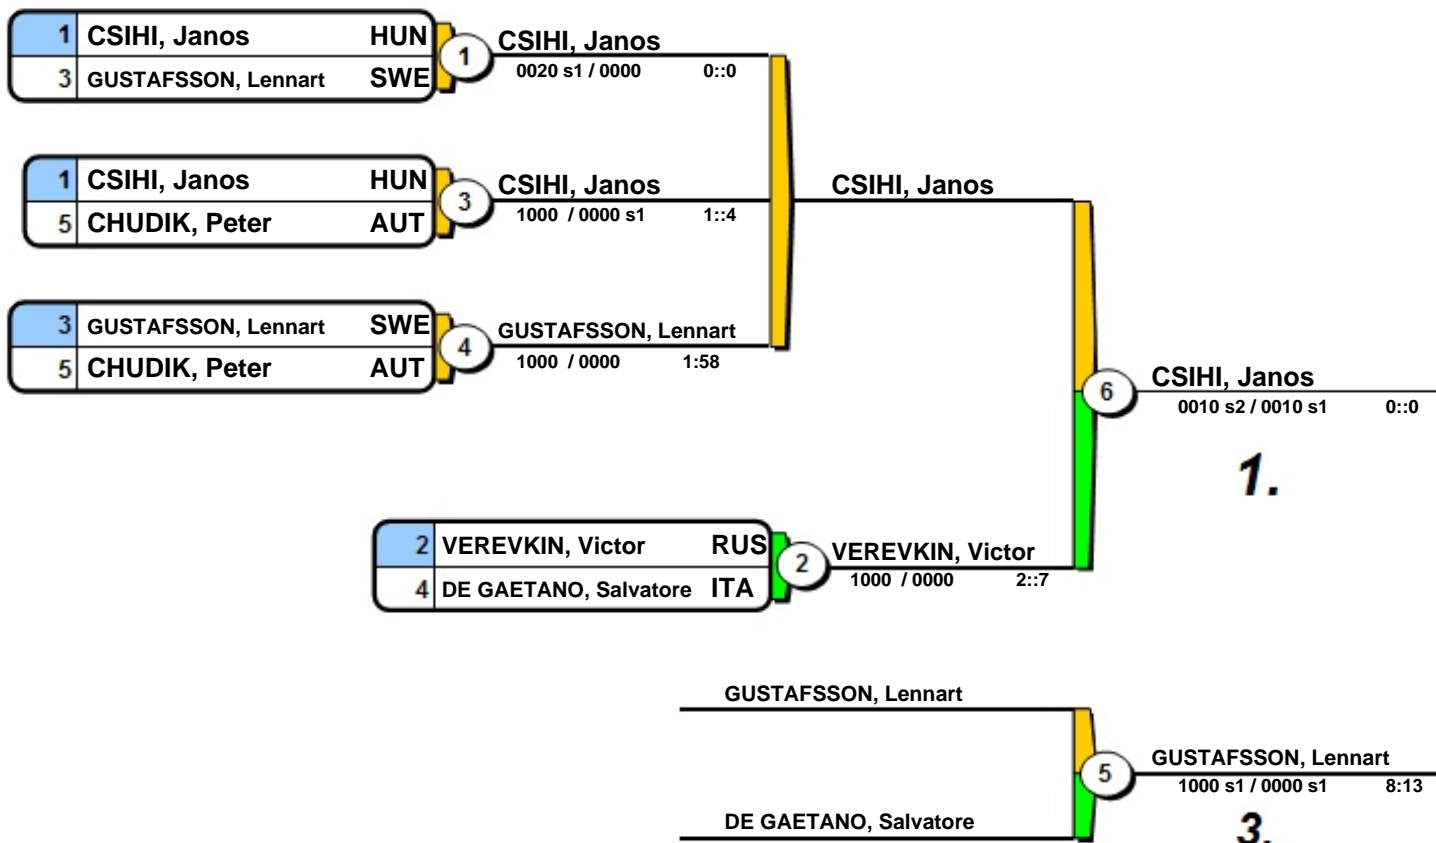 1 CSIHI, Janos HUN
3 GUSTAFSSON, Lennart SWE
1 CSIHI, Janos
0020 s1 / 0000 0::0
1 CSIHI, Janos HUN
5 CHUDIK, Peter AUT
3 CSIHI, Janos
1000 / 0000 s1 1::4
CSIHI, Janos
3 GUSTAFSSON, Lennart SWE
5 CHUDIK, Peter AUT
4 GUSTAFSSON, Lennart
1000 / 0000 1:58
6 CSIHI, Janos
0010 s2 / 0010 s1 0::0
1.
2 VEREVKIN, Victor RUS
4 DE GAETANO, Salvatore ITA
2 VEREVKIN, Victor
1000 / 0000 2::7
GUSTAFSSON, Lennart
5 GUSTAFSSON, Lennart
1000 s1 / 0000 s1 8:13
DE GAETANO, Salvatore
3.